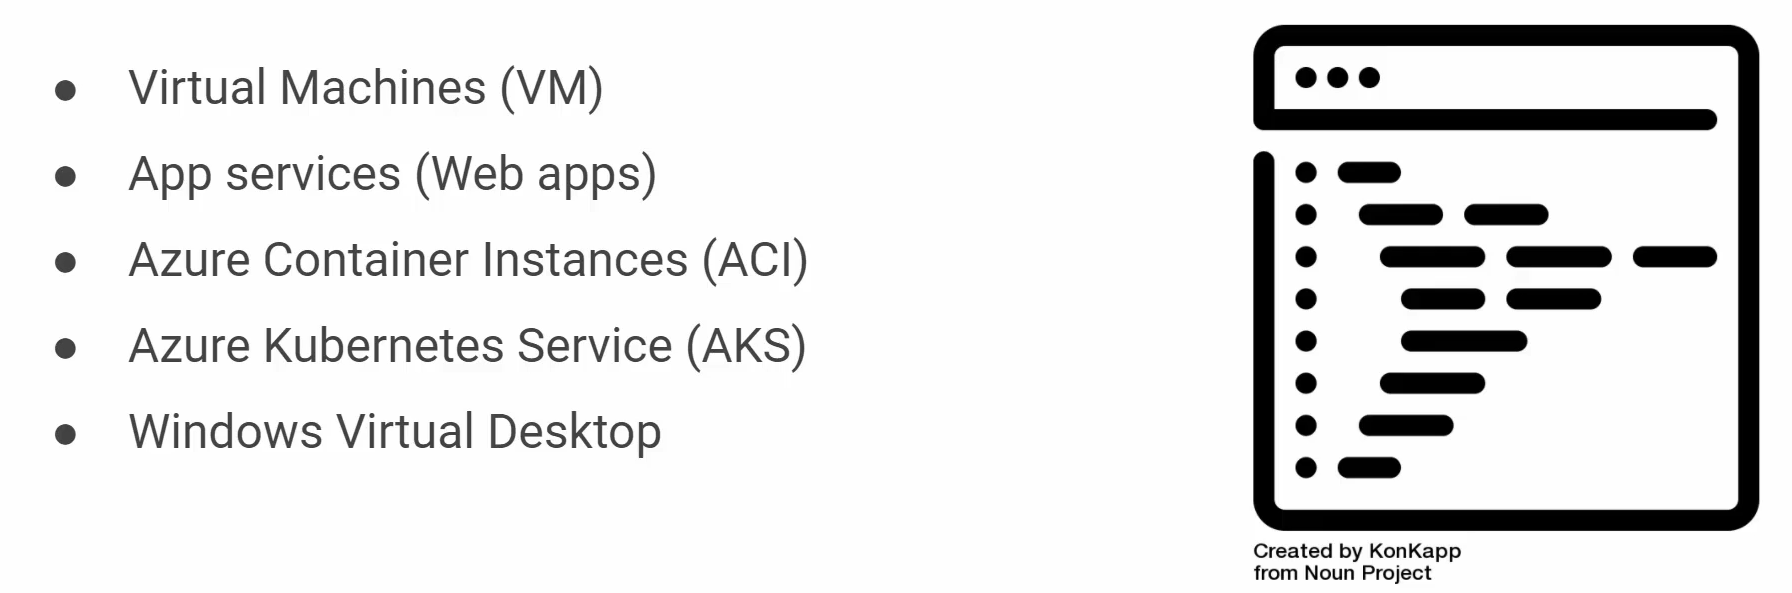 ● Virtual Machines (VM)
● App services (Web apps)
● Azure Container Instances (ACI)
● Azure Kubernetes Service (AKS)
● Windows Virtual Desktop
Created by KonKapp
from Noun Project